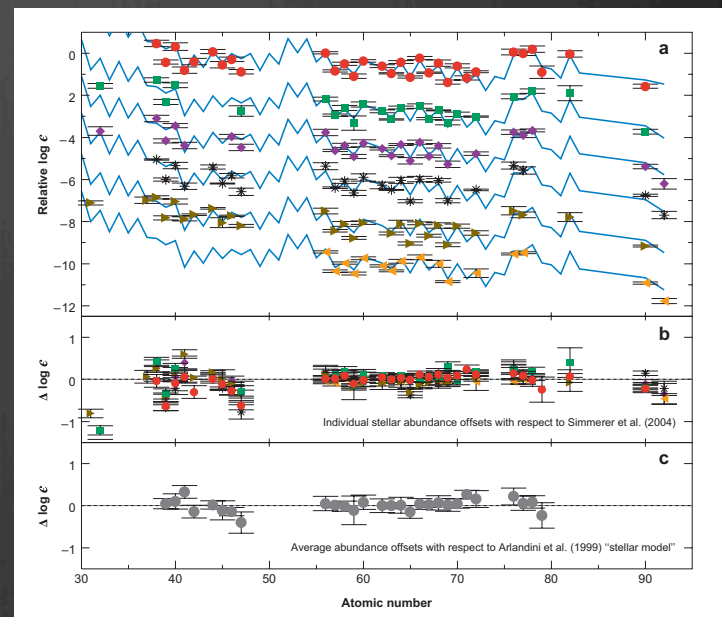 a
0
2
−4
−6
−8
−10
−12
Relative log ϵ
b
1
0
−1
Δ log ϵ
Individual stellar abundance offsets with respect to Simmerer et al. (2004)
c
1
0
−1
Δ log ϵ
Average abundance offsets with respect to Arlandini et al. (1999) “stellar model”
30 40 50 60 70 80 90
Atomic number